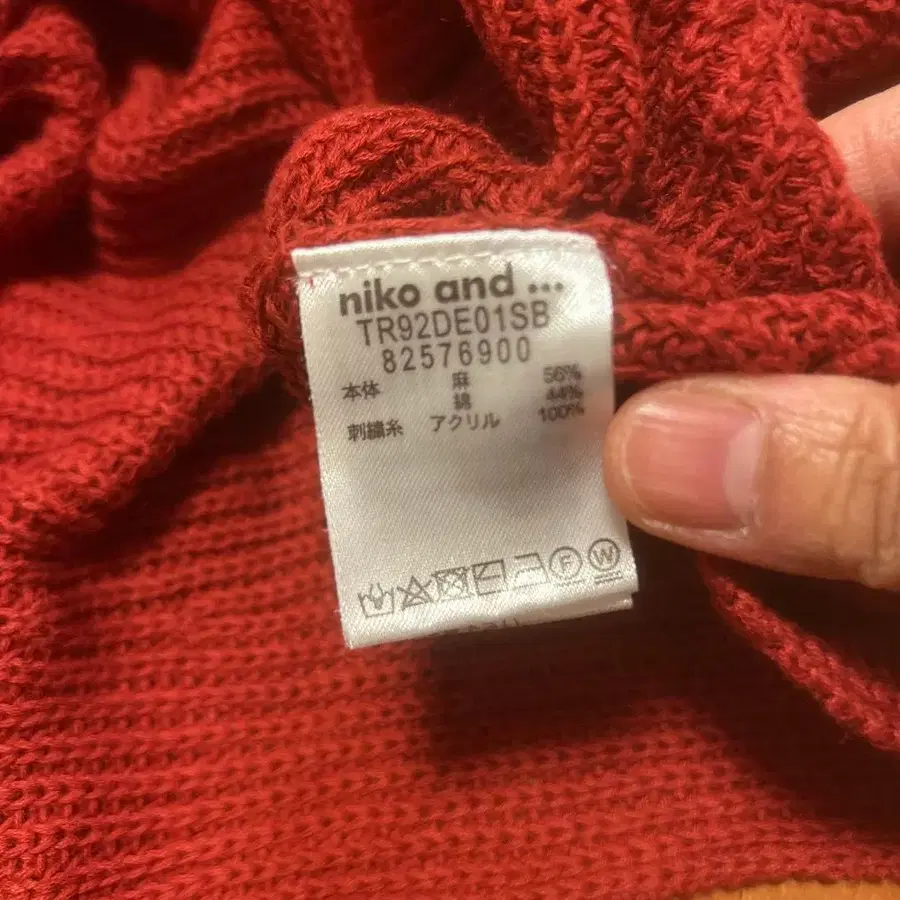 niko and ...
TR92DE01SB
82576900
本体 麻 56%
綿 44%
刺繍糸 アクリル 100%
F W